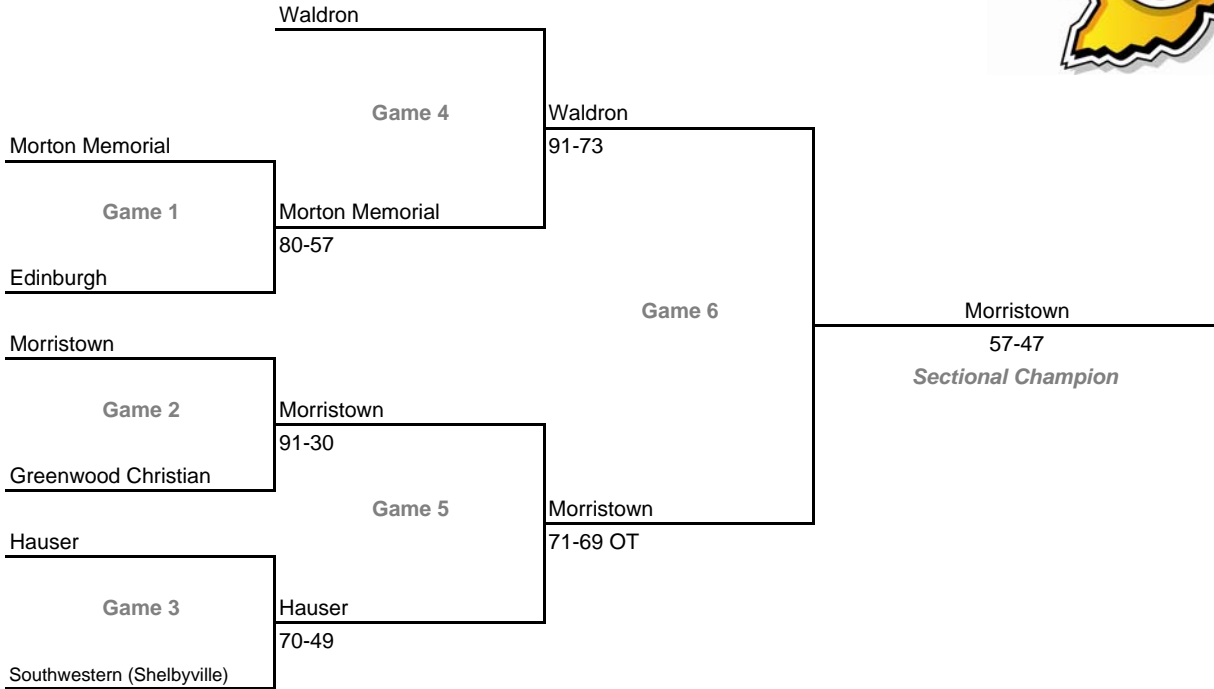 Waldron
Game 4
Waldron
Morton Memorial
91-73
Game 1
Morton Memorial
80-57
Edinburgh
Game 6
Morristown
Morristown
57-47
Sectional Champion
Game 2
Morristown
91-30
Greenwood Christian
Game 5
Morristown
Hauser
71-69 OT
Game 3
Hauser
70-49
Southwestern (Shelbyville)